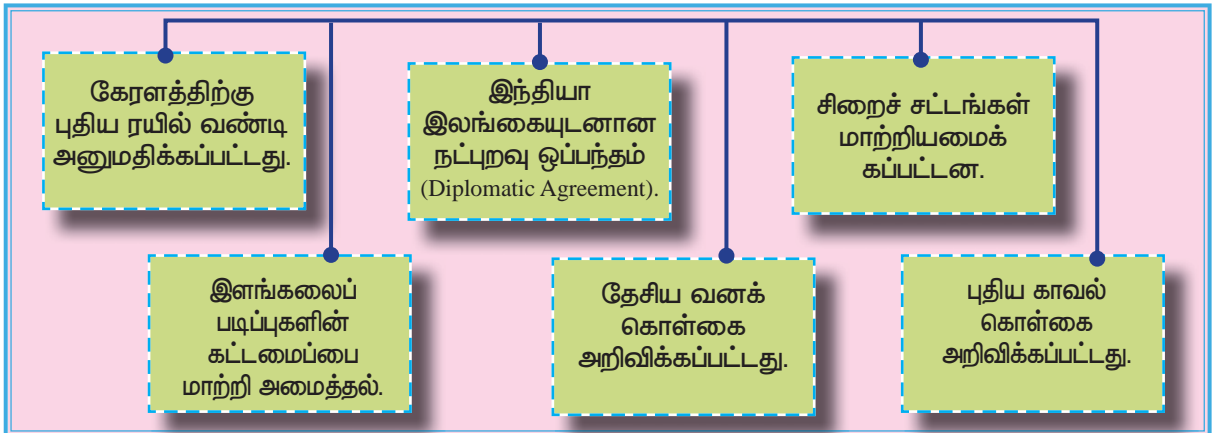 கேரளத்திற்கு
புதிய ரயில் வண்டி
அனுமதிக்கப்பட்டது.
இந்தியா
இலங்கையுடனான
நட்புறவு ஒப்பந்தம்
(Diplomatic Agreement).
சிறைச் சட்டங்கள்
மாற்றியமைக்
கப்பட்டன.
இளங்கலைப்
படிப்புகளின்
கட்டமைப்பை
மாற்றி அமைத்தல்.
தேசிய வனக்
கொள்கை
அறிவிக்கப்பட்டது.
புதிய காவல்
கொள்கை
அறிவிக்கப்பட்டது.